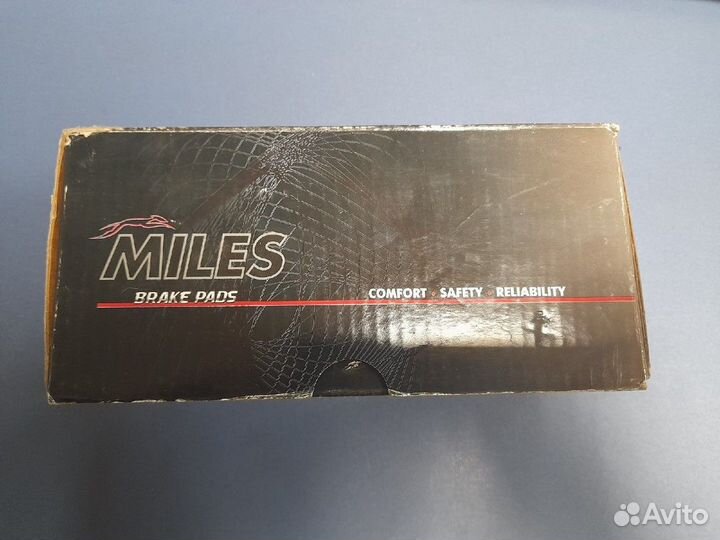 MILES
BRAKE PADS
COMFORT • SAFETY • RELIABILITY
Avito